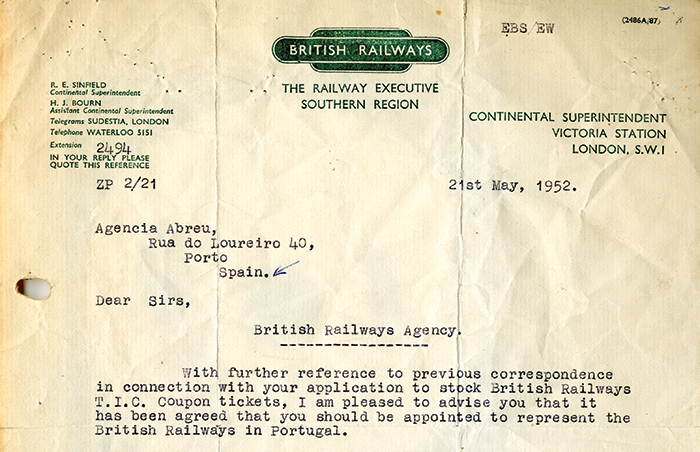 EBS/EW
(2486A/87)
BRITISH RAILWAYS
THE RAILWAY EXECUTIVE
SOUTHERN REGION
R. E. SINFIELD
Continental Superintendent
H. J. BOURN
Assistant Continental Superintendent
Telegrams SUDESTIA, LONDON
Telephone WATERLOO 5151
Extension 2494
IN YOUR REPLY PLEASE
QUOTE THIS REFERENCE
ZP 2/21
CONTINENTAL SUPERINTENDENT
VICTORIA STATION
LONDON, S.W.1
21st May, 1952.
Agencia Abreu,
Rua do Loureiro 40,
Porto
Spain.
Dear Sirs,
British Railways Agency.
With further reference to previous correspondence
in connection with your application to stock British Railways
T.I.C. Coupon tickets, I am pleased to advise you that it
has been agreed that you should be appointed to represent the
British Railways in Portugal.